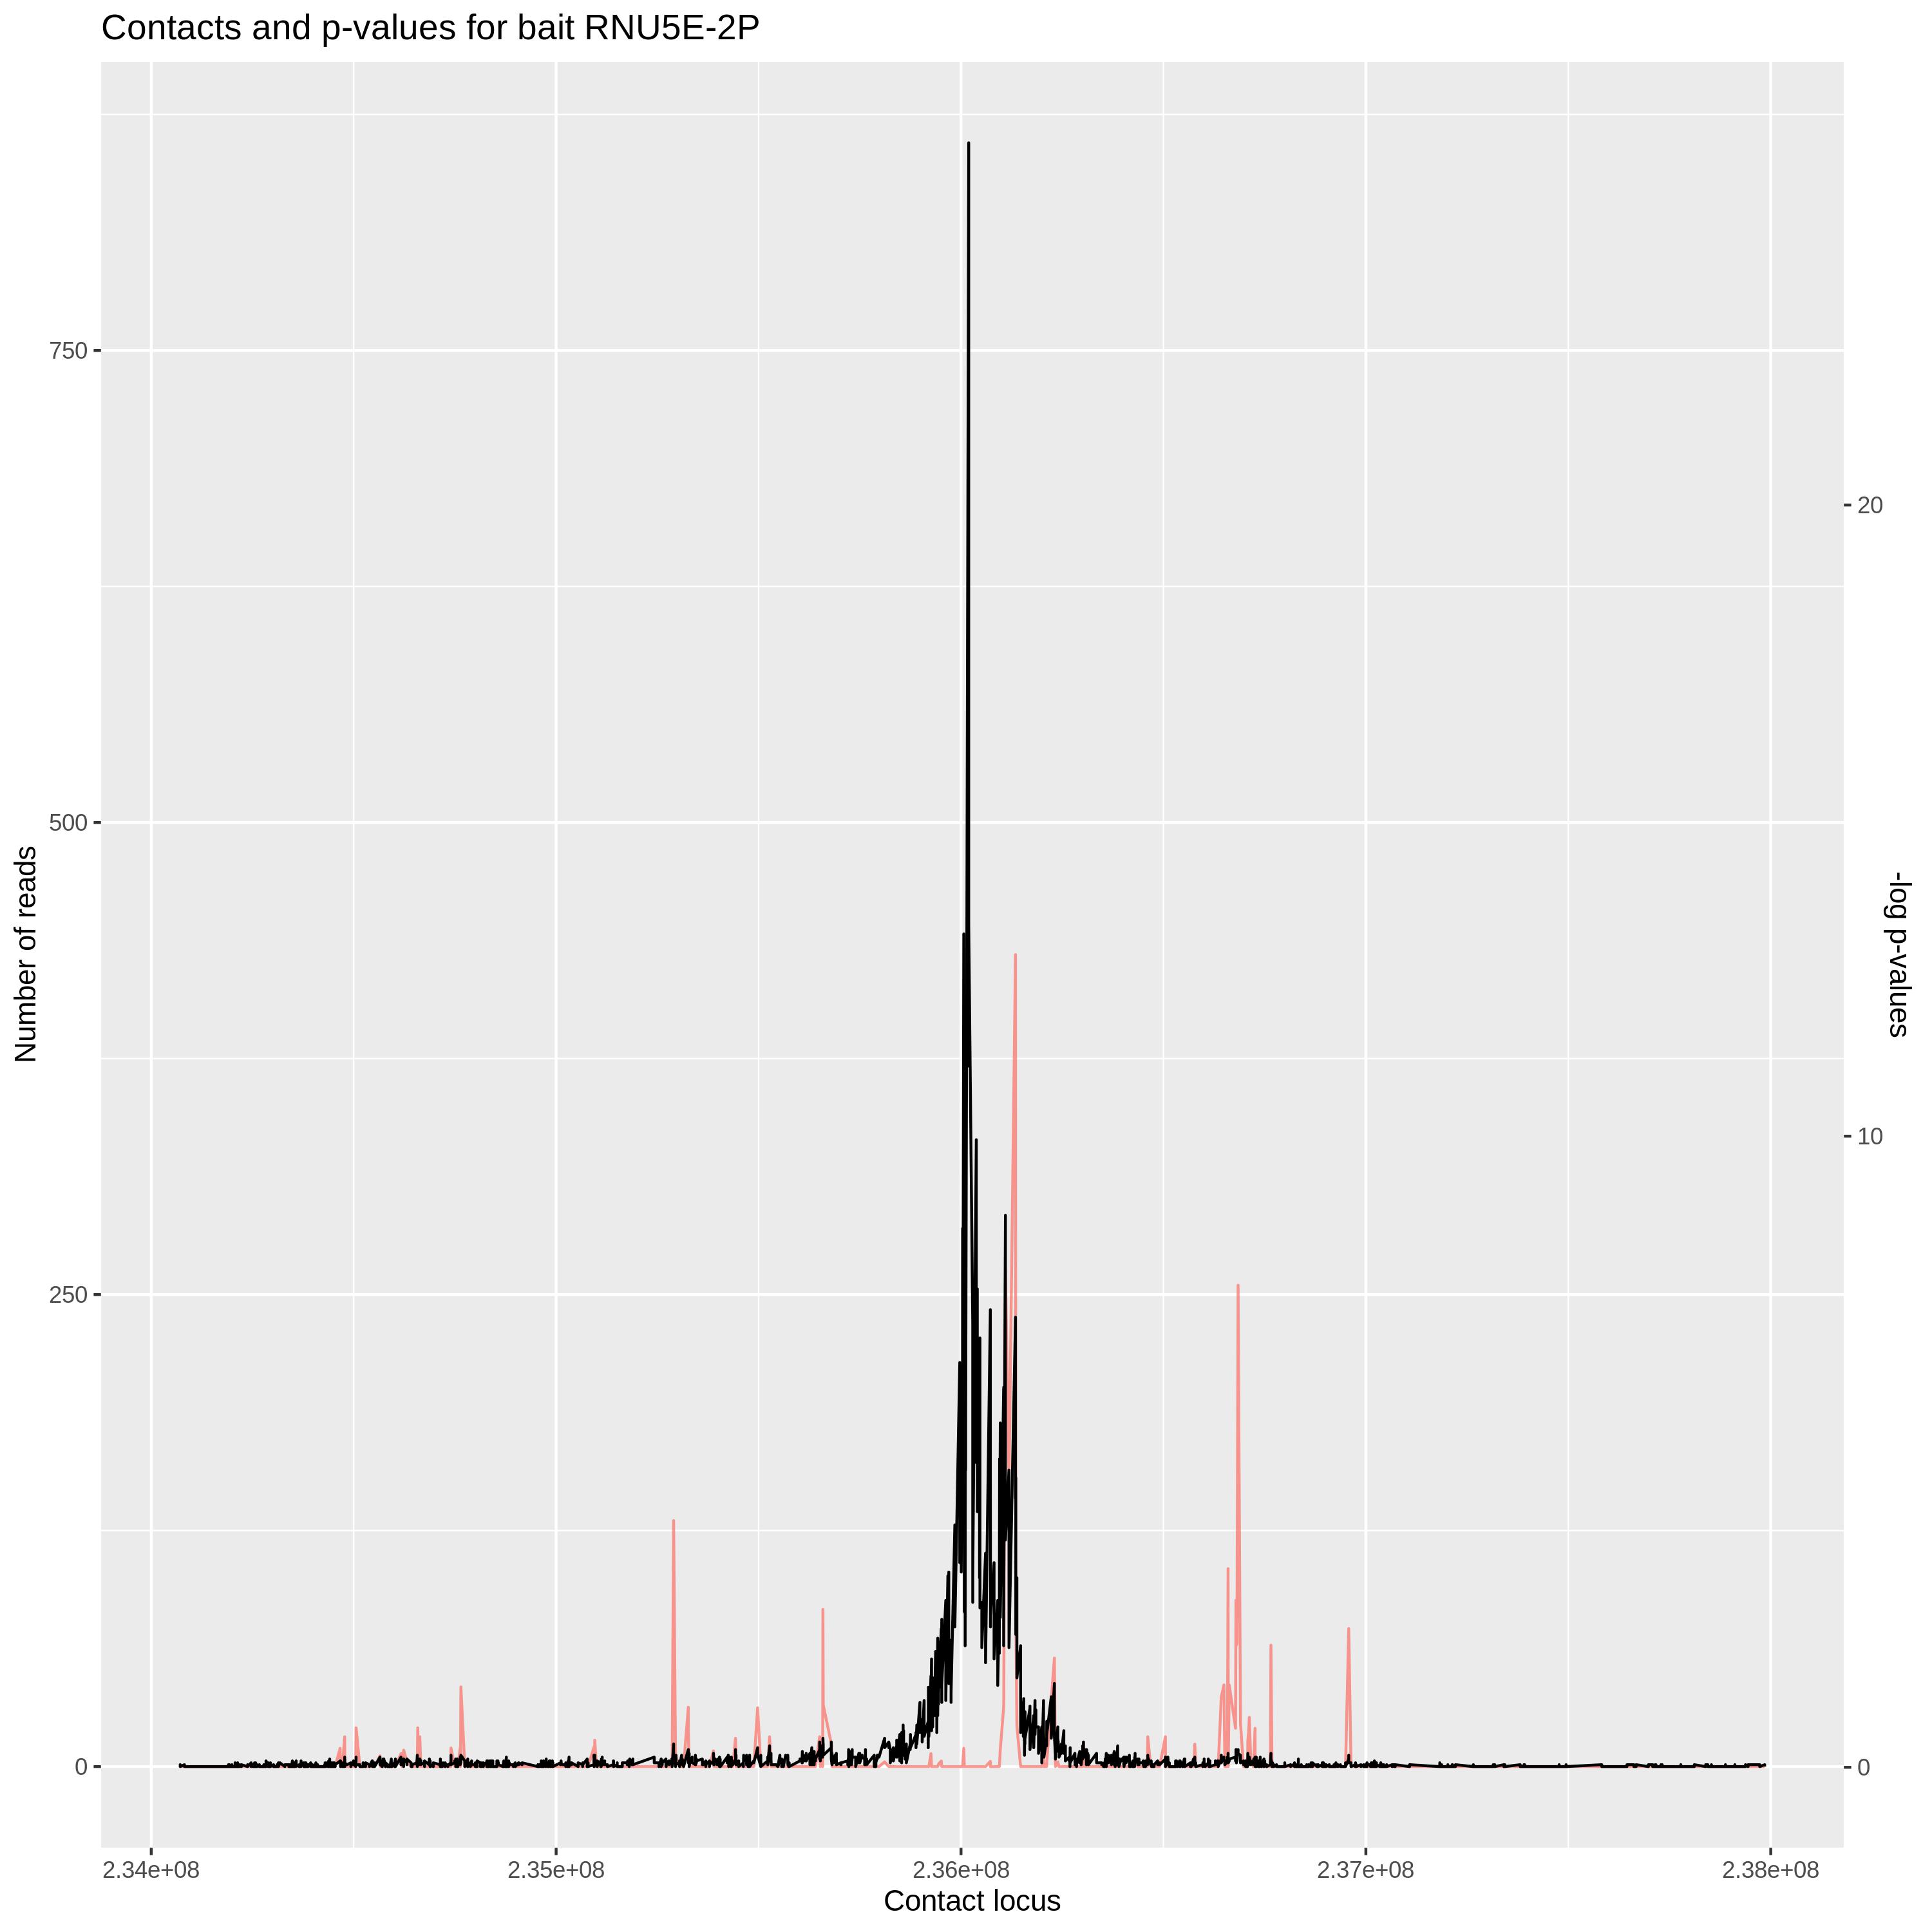 Contacts and p-values for bait RNU5E-2P
Number of reads
750
500
250
0
20
10
0
-log p-values
2.34e+08
2.35e+08
2.36e+08
2.37e+08
2.38e+08
Contact locus